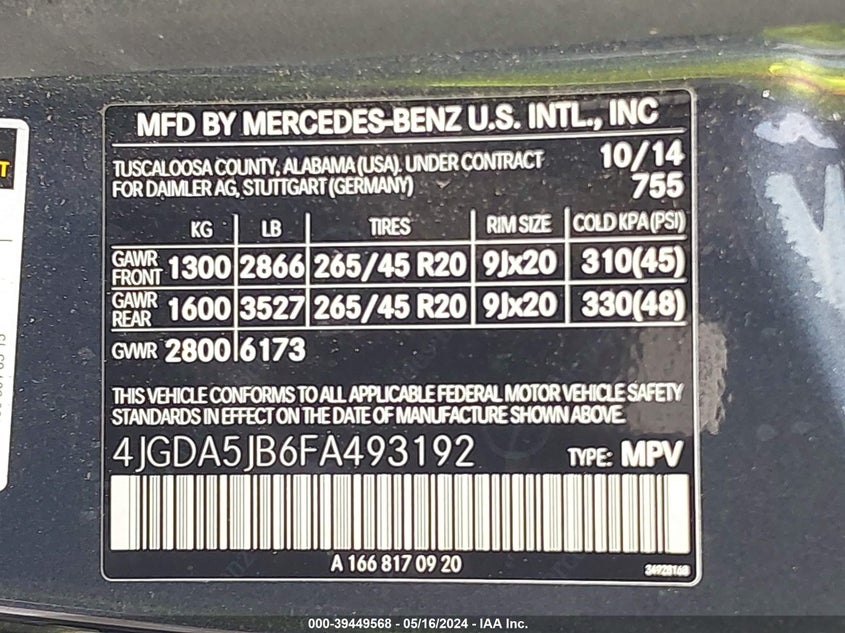 MFD BY MERCEDES-BENZ U.S. INTL., INC
TUSCALOOSA COUNTY, ALABAMA (USA). UNDER CONTRACT 10/14
FOR DAIMLER AG, STUTTGART (GERMANY) 755
KG LB TIRES RIM SIZE COLD KPA (PSI)
GAWR FRONT 1300 2866 265/45 R20 9Jx20 310(45)
GAWR REAR 1600 3527 265/45 R20 9Jx20 330(48)
GVWR 2800 6173
THIS VEHICLE CONFORMS TO ALL APPLICABLE FEDERAL MOTOR VEHICLE SAFETY
STANDARDS IN EFFECT ON THE DATE OF MANUFACTURE SHOWN ABOVE.
4JGDA5JB6FA493192 TYPE: MPV
A 166 817 09 20
34928168
000-39449568 - 05/16/2024 - IAA Inc.